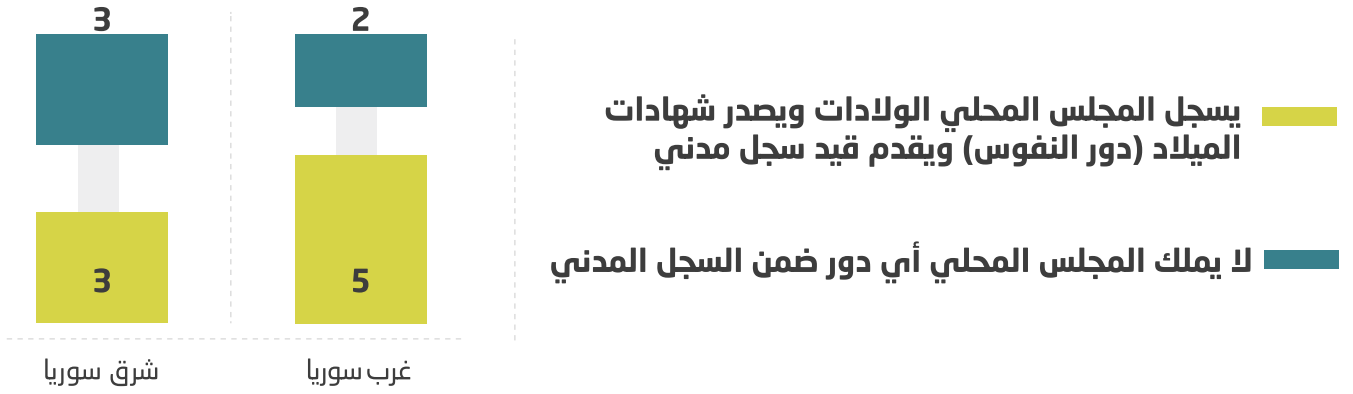 يسجل المجلس المحلي الولادات ويصدر شهادات
الميلاد (دور النفوس) ويقدم قيد سجل مدني
لا يملك المجلس المحلي أي دور ضمن السجل المدني
2
5
غرب سوريا
3
3
شرق سوريا